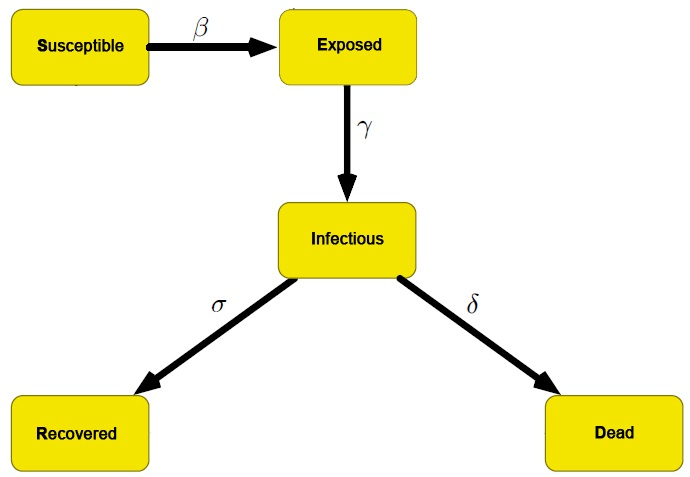 Susceptible
β
Exposed
γ
Infectious
σ
δ
Recovered
Dead